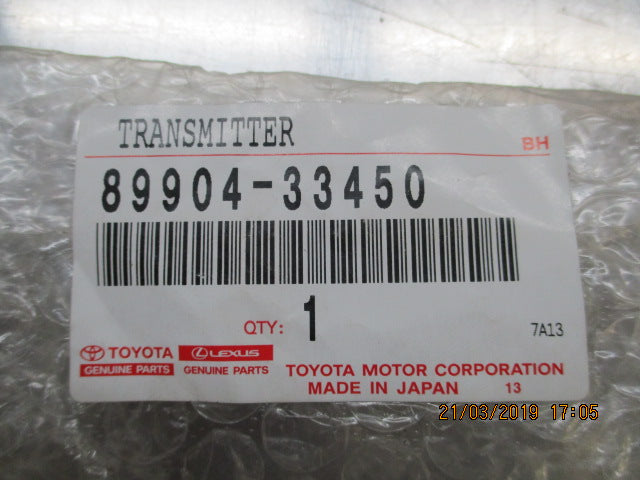 TRANSMITTER
BH
89904-33450
QTY: 1
7A13
TOYOTA LEXUS
GENUINE PARTS GENUINE PARTS
TOYOTA MOTOR CORPORATION
MADE IN JAPAN 13
21/03/2019 17:05